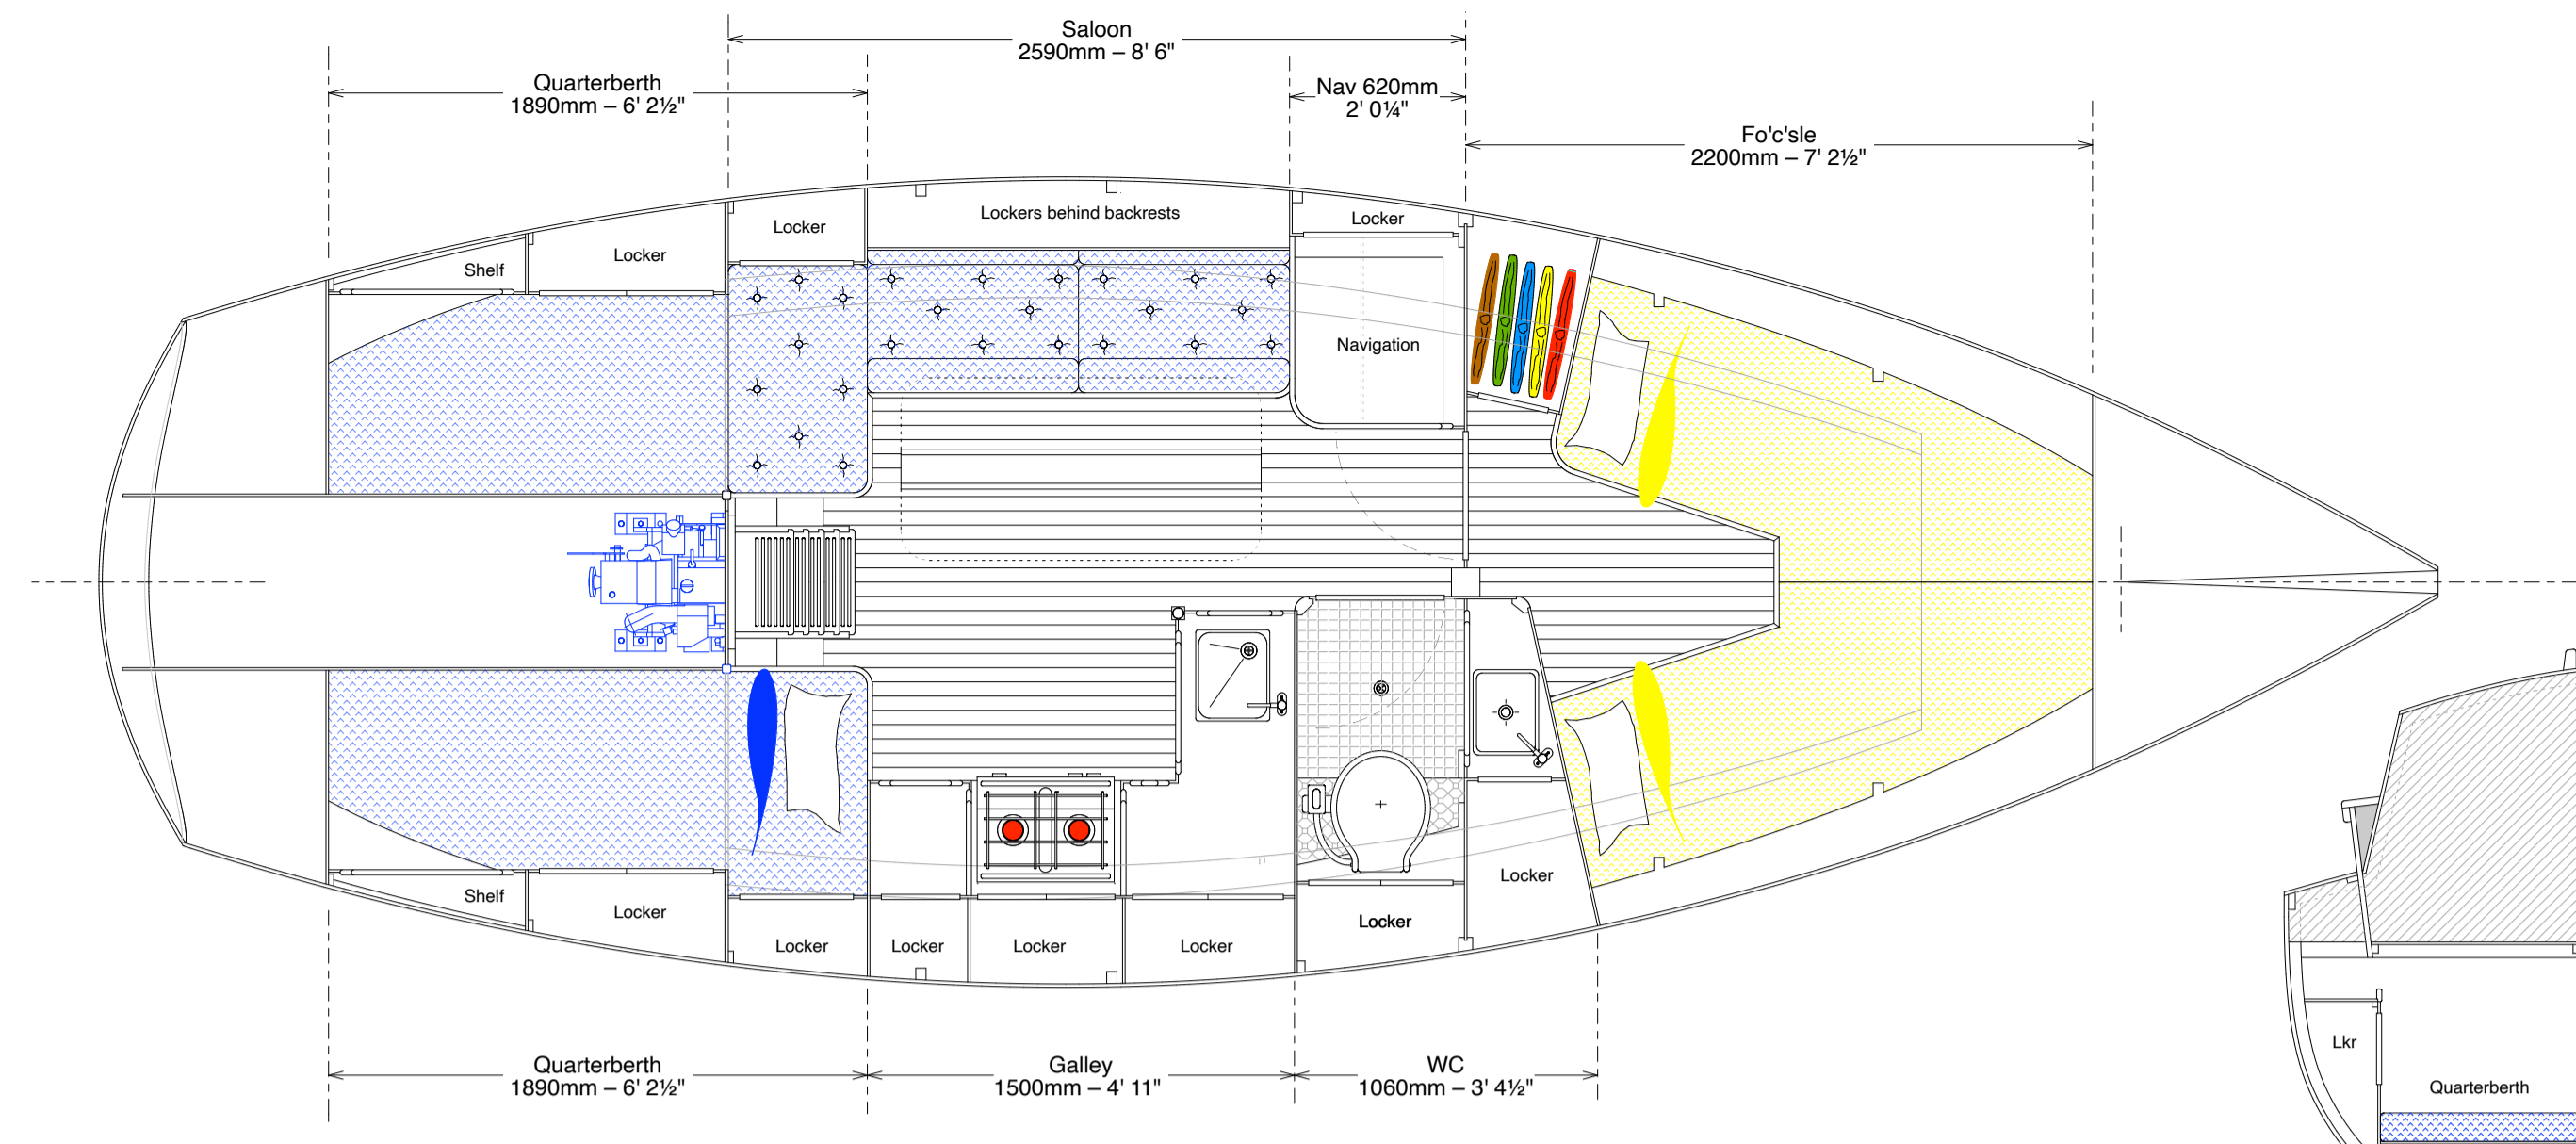 Saloon
2590mm – 8' 6"
Quarterberth
1890mm – 6' 2½"
Nav 620mm
2' 0¼"
Fo'c'sle
2200mm – 7' 2½"
Lockers behind backrests
Locker
Locker
Locker
Shelf
Navigation
Shelf
Locker
Locker
Locker
Locker
Locker
Locker
Locker
Lkr
Quarterberth
Quarterberth
1890mm – 6' 2½"
Galley
1500mm – 4' 11"
WC
1060mm – 3' 4½"